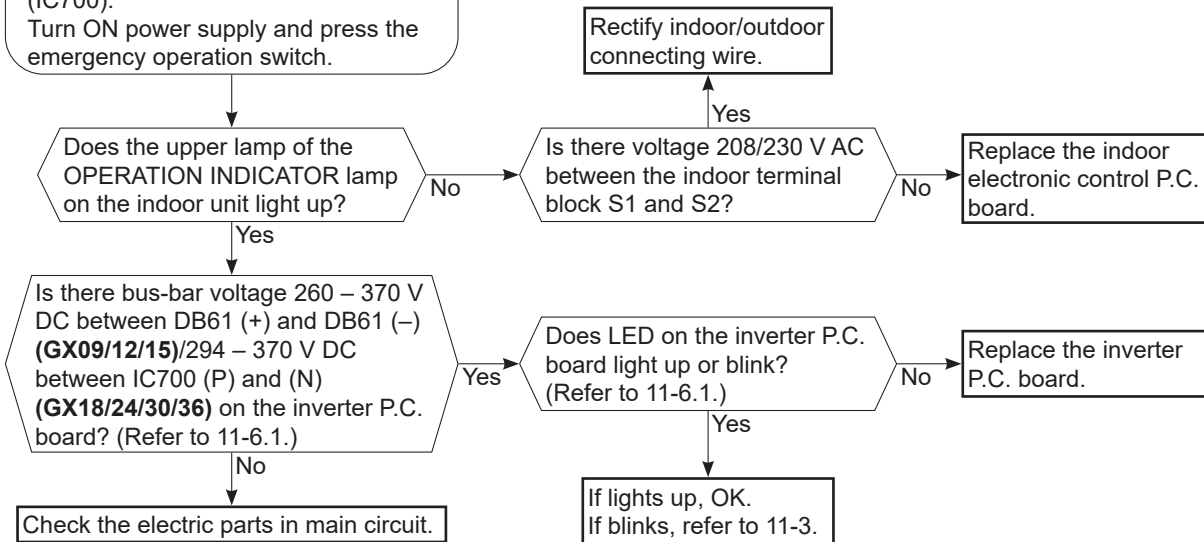 (IC700).
Turn ON power supply and press the
emergency operation switch.
Rectify indoor/outdoor
connecting wire.
Yes
Does the upper lamp of the
OPERATION INDICATOR lamp
on the indoor unit light up?
No
Is there voltage 208/230 V AC
between the indoor terminal
block S1 and S2?
No
Replace the indoor
electronic control P.C.
board.
Yes
Is there bus-bar voltage 260 – 370 V
DC between DB61 (+) and DB61 (–)
(GX09/12/15)/294 – 370 V DC
between IC700 (P) and (N)
(GX18/24/30/36) on the inverter P.C.
board? (Refer to 11-6.1.)
Yes
Does LED on the inverter P.C.
board light up or blink?
(Refer to 11-6.1.)
No
Replace the inverter
P.C. board.
Yes
No
Check the electric parts in main circuit.
If lights up, OK.
If blinks, refer to 11-3.